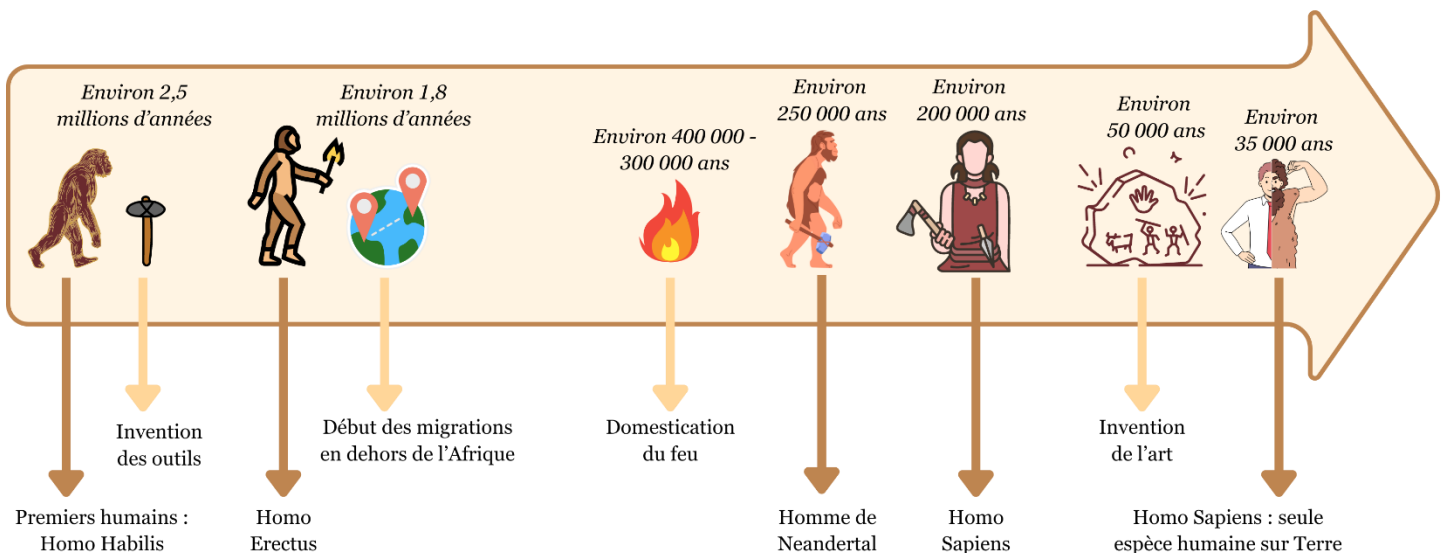 Environ 2,5
millions d’années
Environ 1,8
millions d’années
Environ 400 000 -
300 000 ans
Environ
250 000 ans
Environ
200 000 ans
Environ
50 000 ans
Environ
35 000 ans
Invention
des outils
Début des migrations
en dehors de l’Afrique
Domestication
du feu
Invention
de l’art
Premiers humains :
Homo Habilis
Homo
Erectus
Homme de
Neandertal
Homo
Sapiens
Homo Sapiens : seule
espèce humaine sur Terre